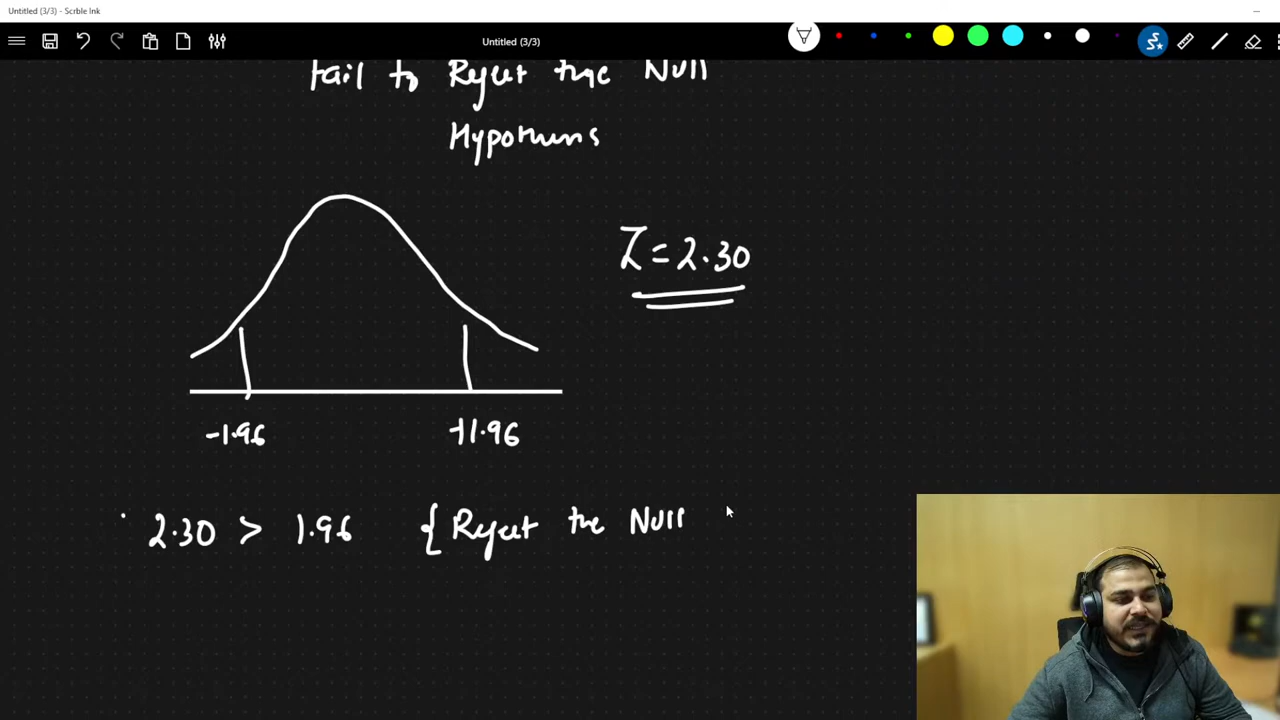 Untitled (3/3) - Scrble Ink
Untitled (3/3)
fail to Reject the Null
Hypothesis
Z = 2.30
-1.96 +1.96
2.30 > 1.96 { Reject the Null